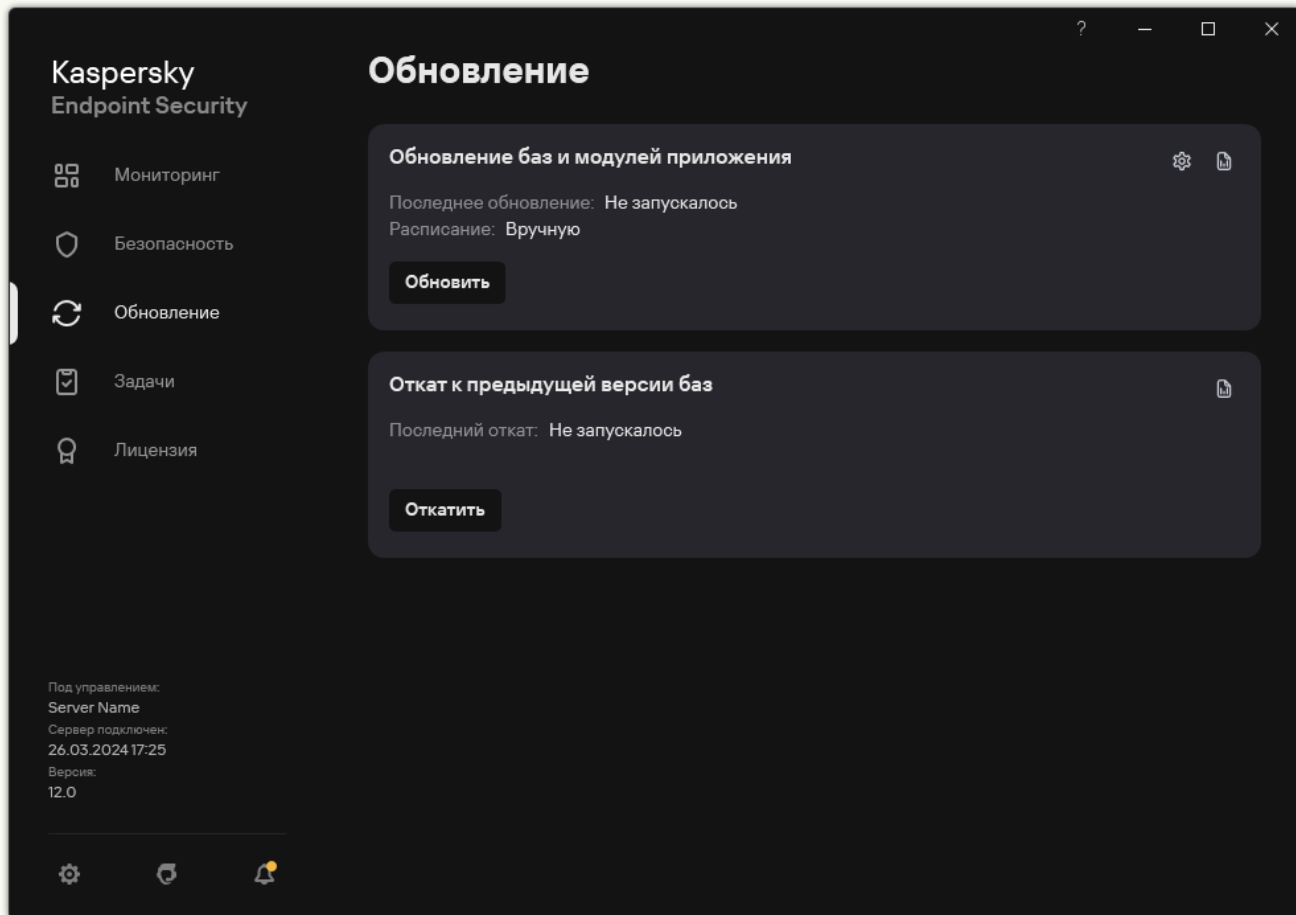 ?
Kaspersky
Endpoint Security
Мониторинг
Безопасность
Обновление
Задачи
Лицензия
Под управлением:
Server Name
Сервер подключен:
26.03.2024 17:25
Версия:
12.0
Обновление
Обновление баз и модулей приложения
Последнее обновление: Не запускалось
Расписание: Вручную
Обновить
Откат к предыдущей версии баз
Последний откат: Не запускалось
Откатить